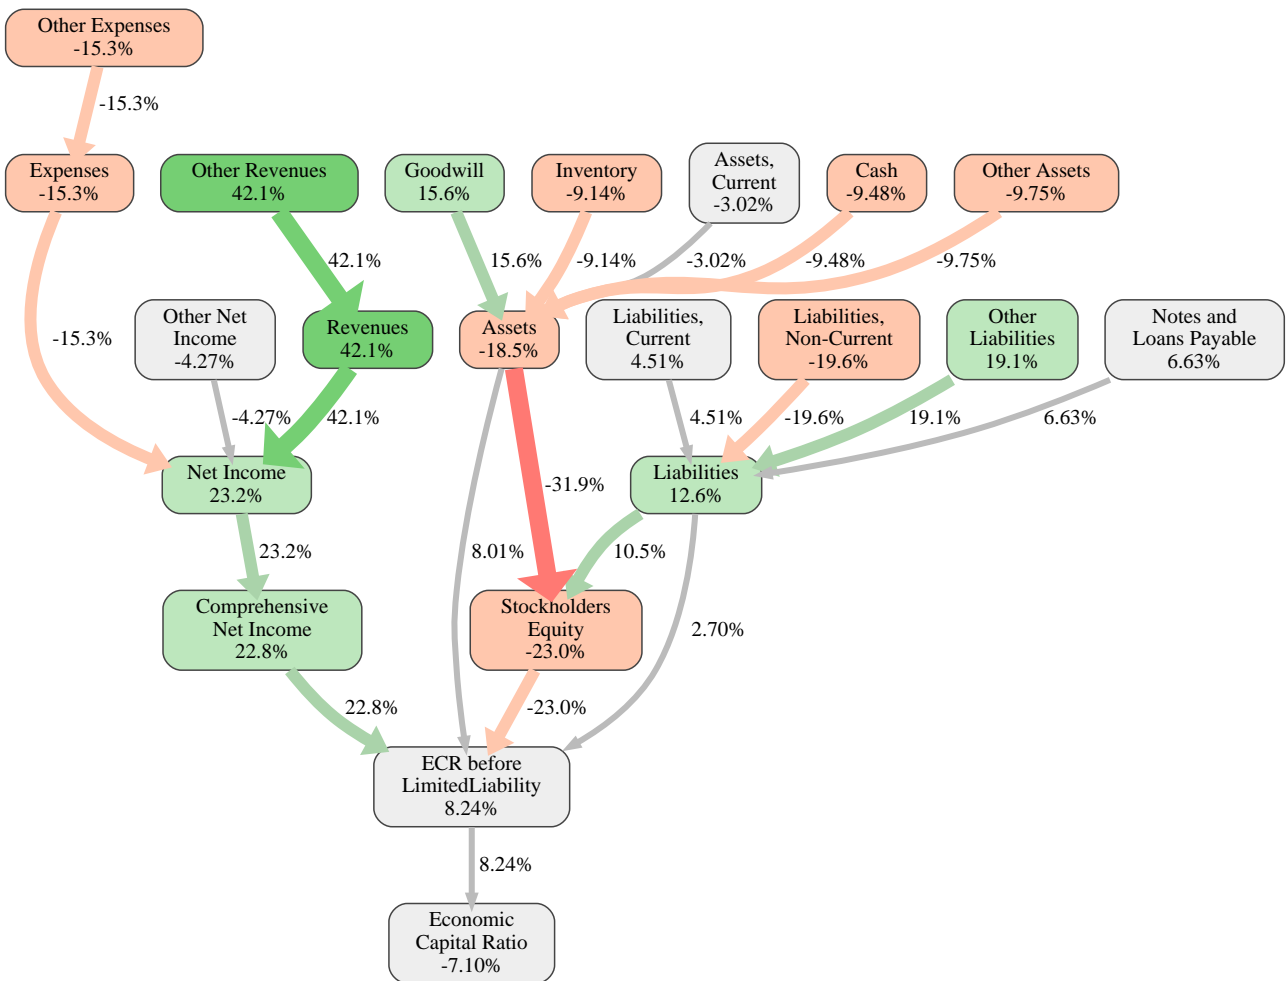 Other Expenses
-15.3%
-15.3%
Expenses
-15.3%
Other Revenues
42.1%
Goodwill
15.6%
Inventory
-9.14%
Assets,
Current
-3.02%
Cash
-9.48%
Other Assets
-9.75%
42.1%
15.6%
-9.14%
-3.02%
-9.48%
-9.75%
-15.3%
Other Net
Income
-4.27%
Revenues
42.1%
Assets
-18.5%
Liabilities,
Current
4.51%
Liabilities,
Non-Current
-19.6%
Other
Liabilities
19.1%
Notes and
Loans Payable
6.63%
-4.27%
42.1%
4.51%
-19.6%
19.1%
6.63%
Net Income
23.2%
-31.9%
Liabilities
12.6%
23.2%
8.01%
10.5%
Comprehensive
Net Income
22.8%
Stockholders
Equity
-23.0%
2.70%
22.8%
-23.0%
ECR before
LimitedLiability
8.24%
8.24%
Economic
Capital Ratio
-7.10%